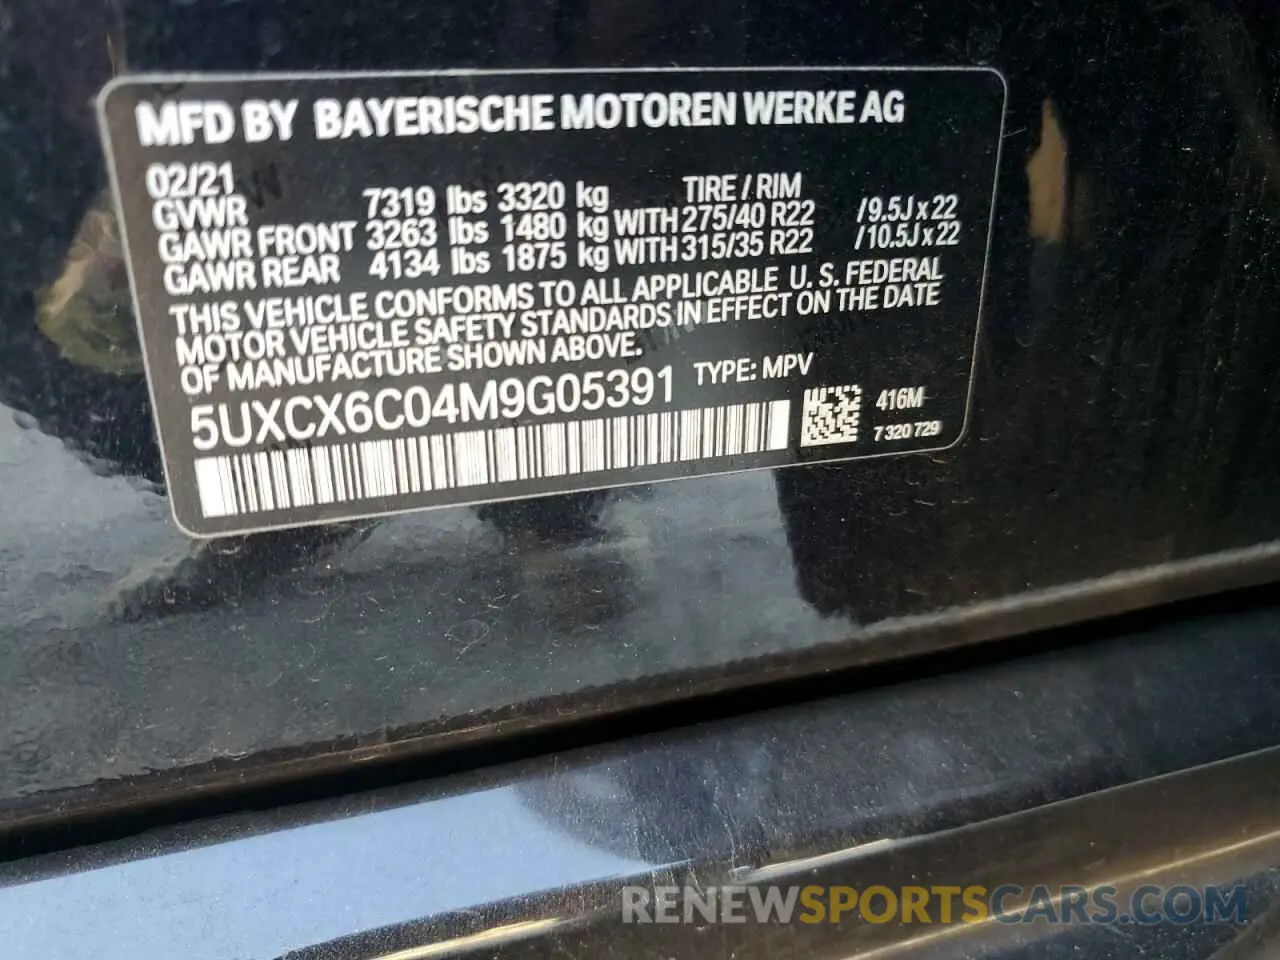 MFD BY BAYERISCHE MOTOREN WERKE AG
02/21
GVWR 7319 lbs 3320 kg TIRE / RIM
GAWR FRONT 3263 lbs 1480 kg WITH 275/40 R22 /9.5J x 22
GAWR REAR 4134 lbs 1875 kg WITH 315/35 R22 /10.5J x 22
THIS VEHICLE CONFORMS TO ALL APPLICABLE U. S. FEDERAL
MOTOR VEHICLE SAFETY STANDARDS IN EFFECT ON THE DATE
OF MANUFACTURE SHOWN ABOVE.
5UXCX6C04M9G05391 TYPE: MPV
416M
7 320 729
RENEWSPORTSCARS.COM